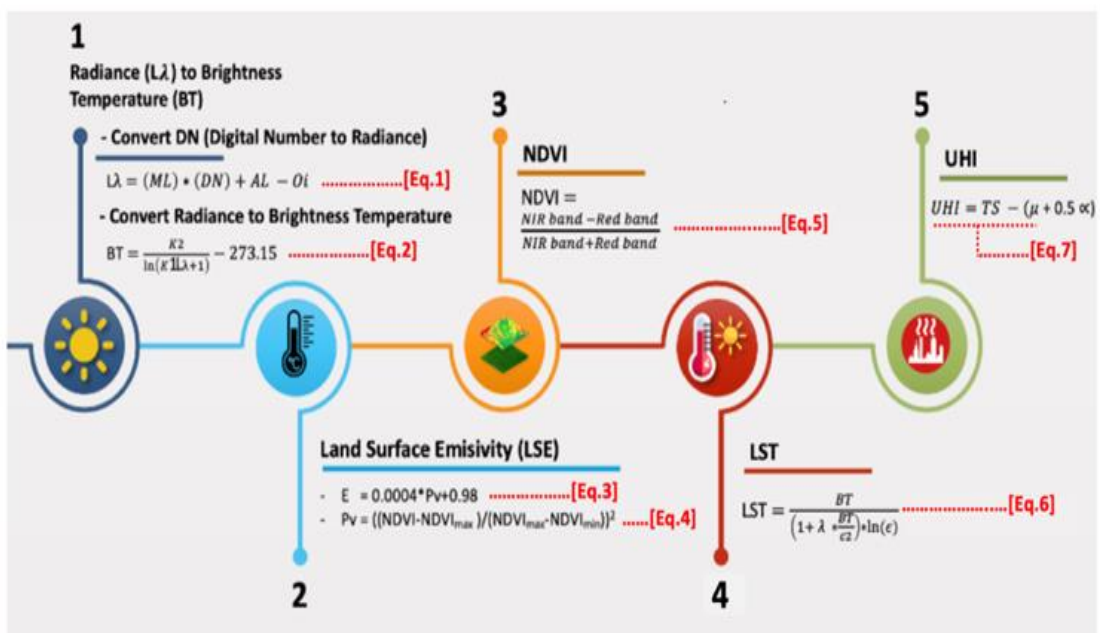 1
Radiance (Lλ) to Brightness
Temperature (BT)
- Convert DN (Digital Number to Radiance)
Lλ = (ML) * (DN) + AL − Oi ..................[Eq.1]
- Convert Radiance to Brightness Temperature
BT = K2 / ln(K1Lλ+1) − 273.15 ..................[Eq.2]
2
Land Surface Emisivity (LSE)
- E = 0.0004*Pv+0.98 ..................[Eq.3]
- Pv = ((NDVI-NDVImax )/(NDVImax-NDVImin))² ......[Eq.4]
3
NDVI
NDVI =
NIR band −Red band
NIR band+Red band ..................[Eq.5]
4
LST
LST = BT / (1+ λ *BT/c2)*ln(ϵ) ..................[Eq.6]
5
UHI
UHI = TS − (μ + 0.5 ∝)
.........[Eq.7]
°C